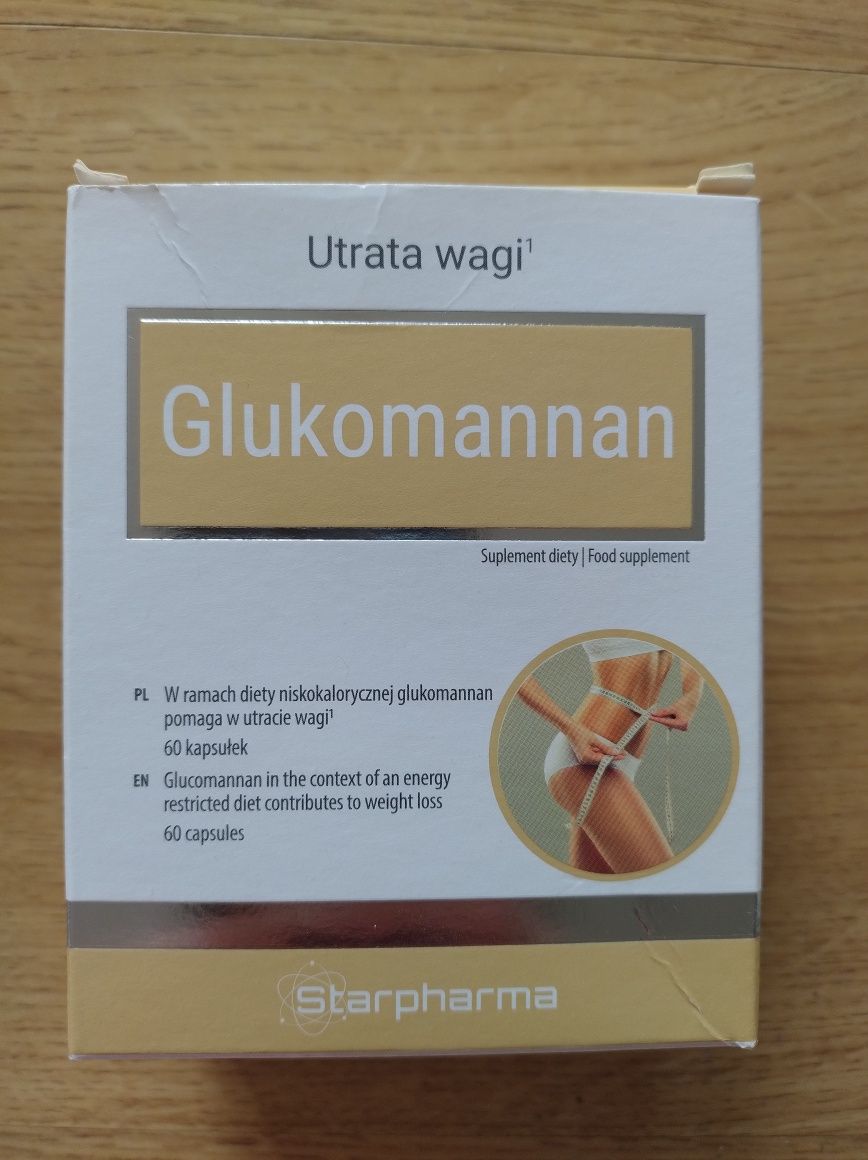 Utrata wagi¹
Glukomannan
Suplement diety | Food supplement
PL W ramach diety niskokalorycznej glukomannan
pomaga w utracie wagi¹
60 kapsułek
EN Glucomannan in the context of an energy
restricted diet contributes to weight loss
60 capsules
Starpharma